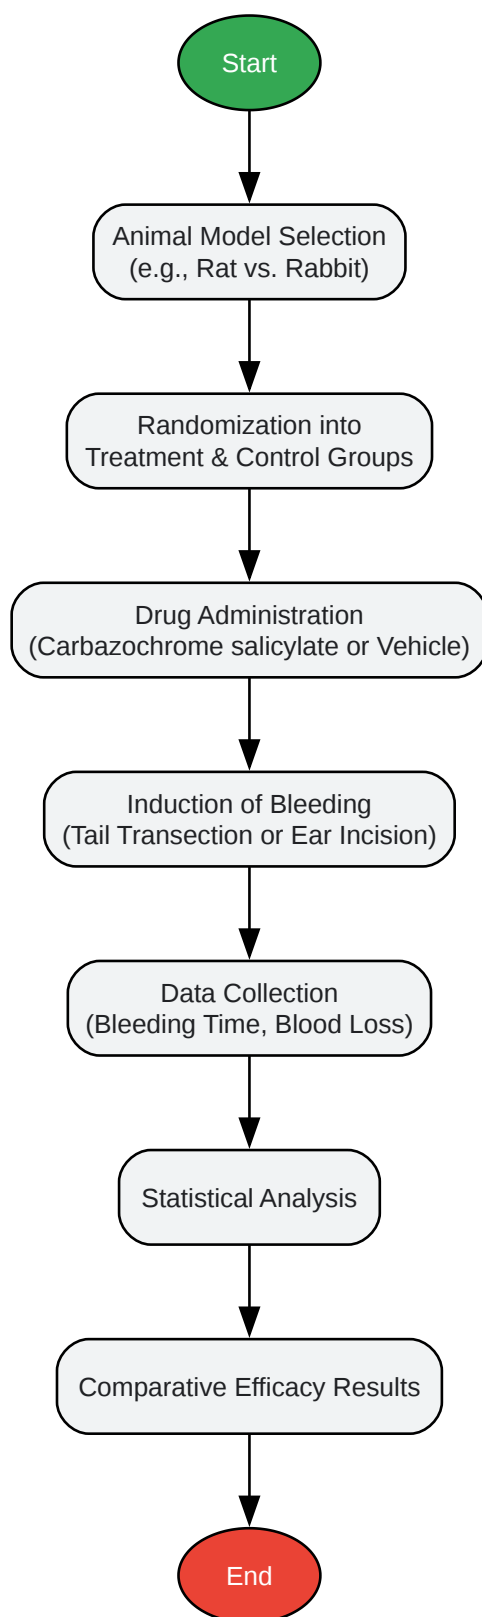 Start
Animal Model Selection
(e.g., Rat vs. Rabbit)
Randomization into
Treatment & Control Groups
Drug Administration
(Carbazochrome salicylate or Vehicle)
Induction of Bleeding
(Tail Transection or Ear Incision)
Data Collection
(Bleeding Time, Blood Loss)
Statistical Analysis
Comparative Efficacy Results
End